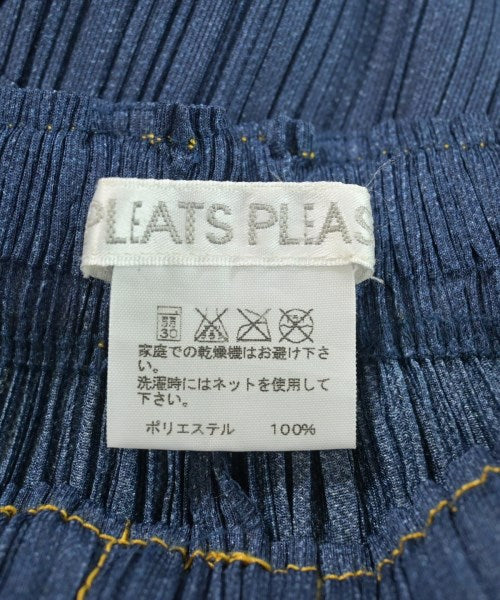 PLEATS PLEAS
弱
30
家庭での乾燥機はお避け下さ
い。
洗濯時にはネットを使用して
下さい。
ポリエステル 100%